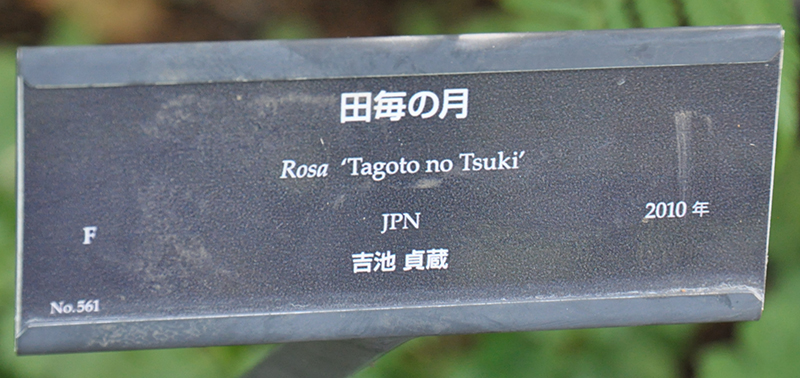 田毎の月
Rosa 'Tagoto no Tsuki'
JPN
2010 年
F
吉池 貞蔵
No.561